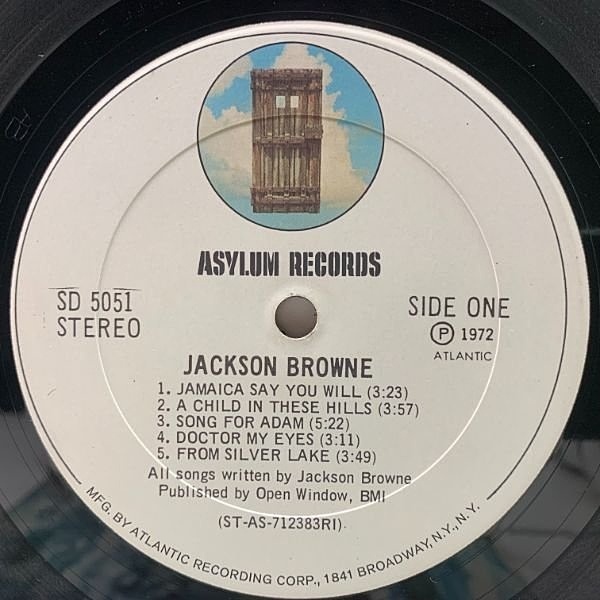 ASYLUM RECORDS
SD 5051
STEREO
SIDE ONE
Ⓟ 1972
ATLANTIC
JACKSON BROWNE
1. JAMAICA SAY YOU WILL (3:23)
2. A CHILD IN THESE HILLS (3:57)
3. SONG FOR ADAM (5:22)
4. DOCTOR MY EYES (3:11)
5. FROM SILVER LAKE (3:49)
All songs written by Jackson Browne
Published by Open Window, BMI
(ST-AS-712383RI)
MFG. BY ATLANTIC RECORDING CORP., 1841 BROADWAY, N.Y., N.Y.